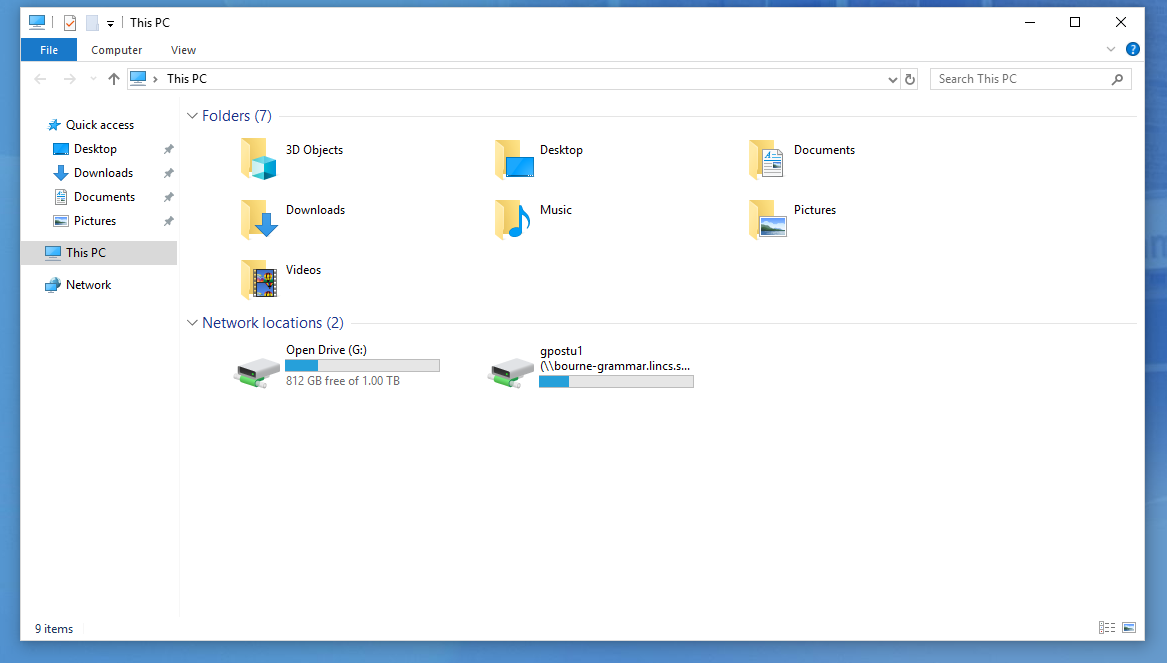 This PC
File Computer View
This PC
Search This PC
Quick access
Desktop
Downloads
Documents
Pictures
This PC
Network
Folders (7)
3D Objects
Desktop
Documents
Downloads
Music
Pictures
Videos
Network locations (2)
Open Drive (G:)
812 GB free of 1.00 TB
gpostu1
(\\bourne-grammar.lincs.s...
9 items